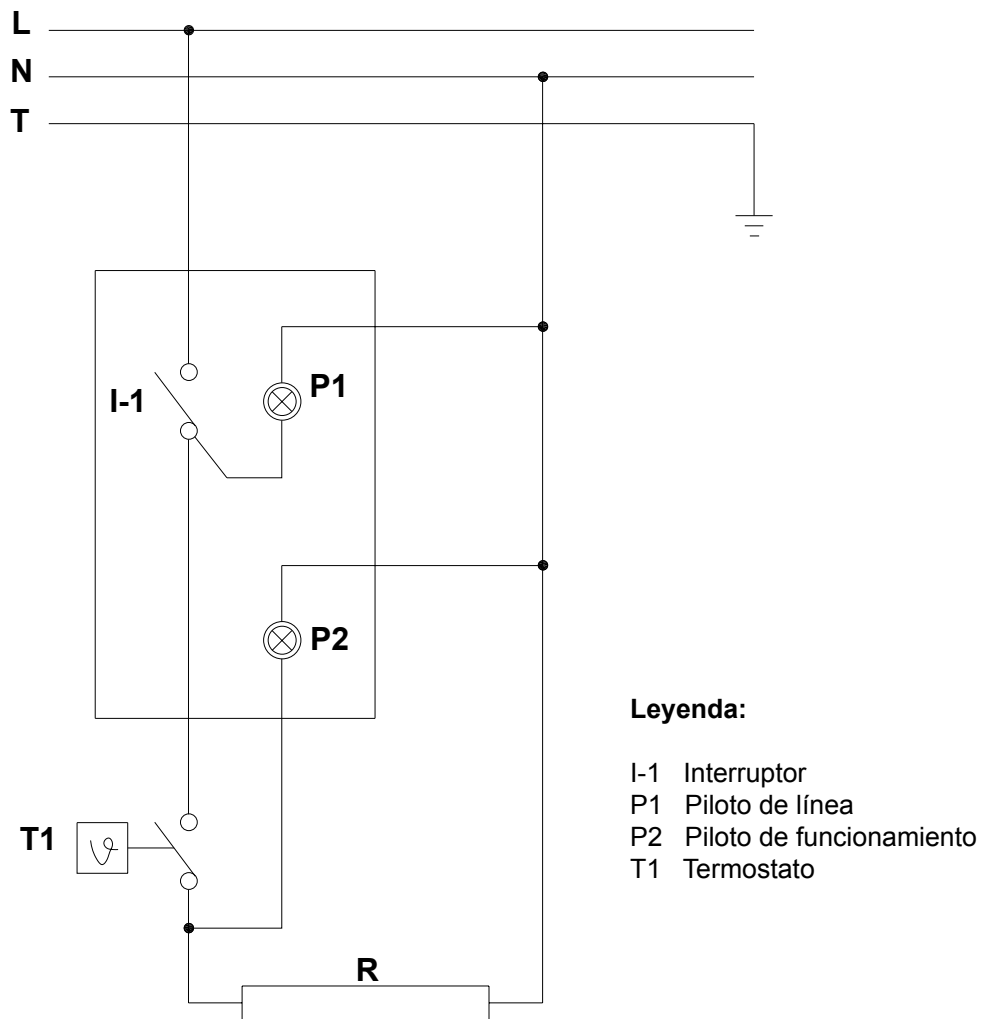 L
N
T
I-1
P1
P2
T1
R
Leyenda:
I-1 Interruptor
P1 Piloto de línea
P2 Piloto de funcionamiento
T1 Termostato